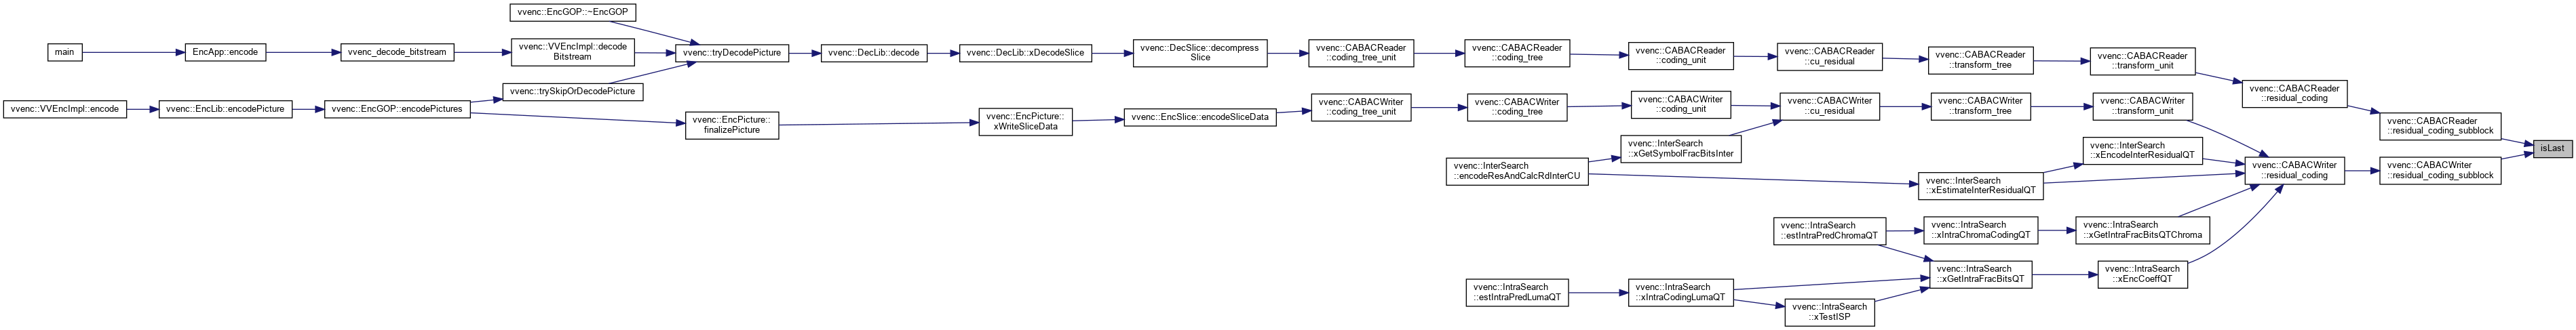 vvenc::EncGOP::~EncGOP
main
EncApp::encode
vvenc_decode_bitstream
vvenc::VVEncImpl::decode
Bitstream
vvenc::tryDecodePicture
vvenc::DecLib::decode
vvenc::DecLib::xDecodeSlice
vvenc::DecSlice::decompress
Slice
vvenc::CABACReader
::coding_tree_unit
vvenc::CABACReader
::coding_tree
vvenc::CABACReader
::coding_unit
vvenc::CABACReader
::cu_residual
vvenc::CABACReader
::transform_tree
vvenc::CABACReader
::transform_unit
vvenc::CABACReader
::residual_coding
vvenc::CABACReader
::residual_coding_subblock
isLast
vvenc::trySkipOrDecodePicture
vvenc::VVEncImpl::encode
vvenc::EncLib::encodePicture
vvenc::EncGOP::encodePictures
vvenc::EncPicture::
finalizePicture
vvenc::EncPicture::
xWriteSliceData
vvenc::EncSlice::encodeSliceData
vvenc::CABACWriter
::coding_tree_unit
vvenc::CABACWriter
::coding_tree
vvenc::CABACWriter
::coding_unit
vvenc::CABACWriter
::cu_residual
vvenc::CABACWriter
::transform_tree
vvenc::CABACWriter
::transform_unit
vvenc::InterSearch
::xGetSymbolFracBitsInter
vvenc::InterSearch
::xEncodeInterResidualQT
vvenc::InterSearch
::encodeResAndCalcRdInterCU
vvenc::InterSearch
::xEstimateInterResidualQT
vvenc::CABACWriter
::residual_coding
vvenc::CABACWriter
::residual_coding_subblock
vvenc::IntraSearch
::estIntraPredChromaQT
vvenc::IntraSearch
::xIntraChromaCodingQT
vvenc::IntraSearch
::xGetIntraFracBitsQTChroma
vvenc::IntraSearch
::xGetIntraFracBitsQT
vvenc::IntraSearch
::xEncCoeffQT
vvenc::IntraSearch
::estIntraPredLumaQT
vvenc::IntraSearch
::xIntraCodingLumaQT
vvenc::IntraSearch
::xTestISP